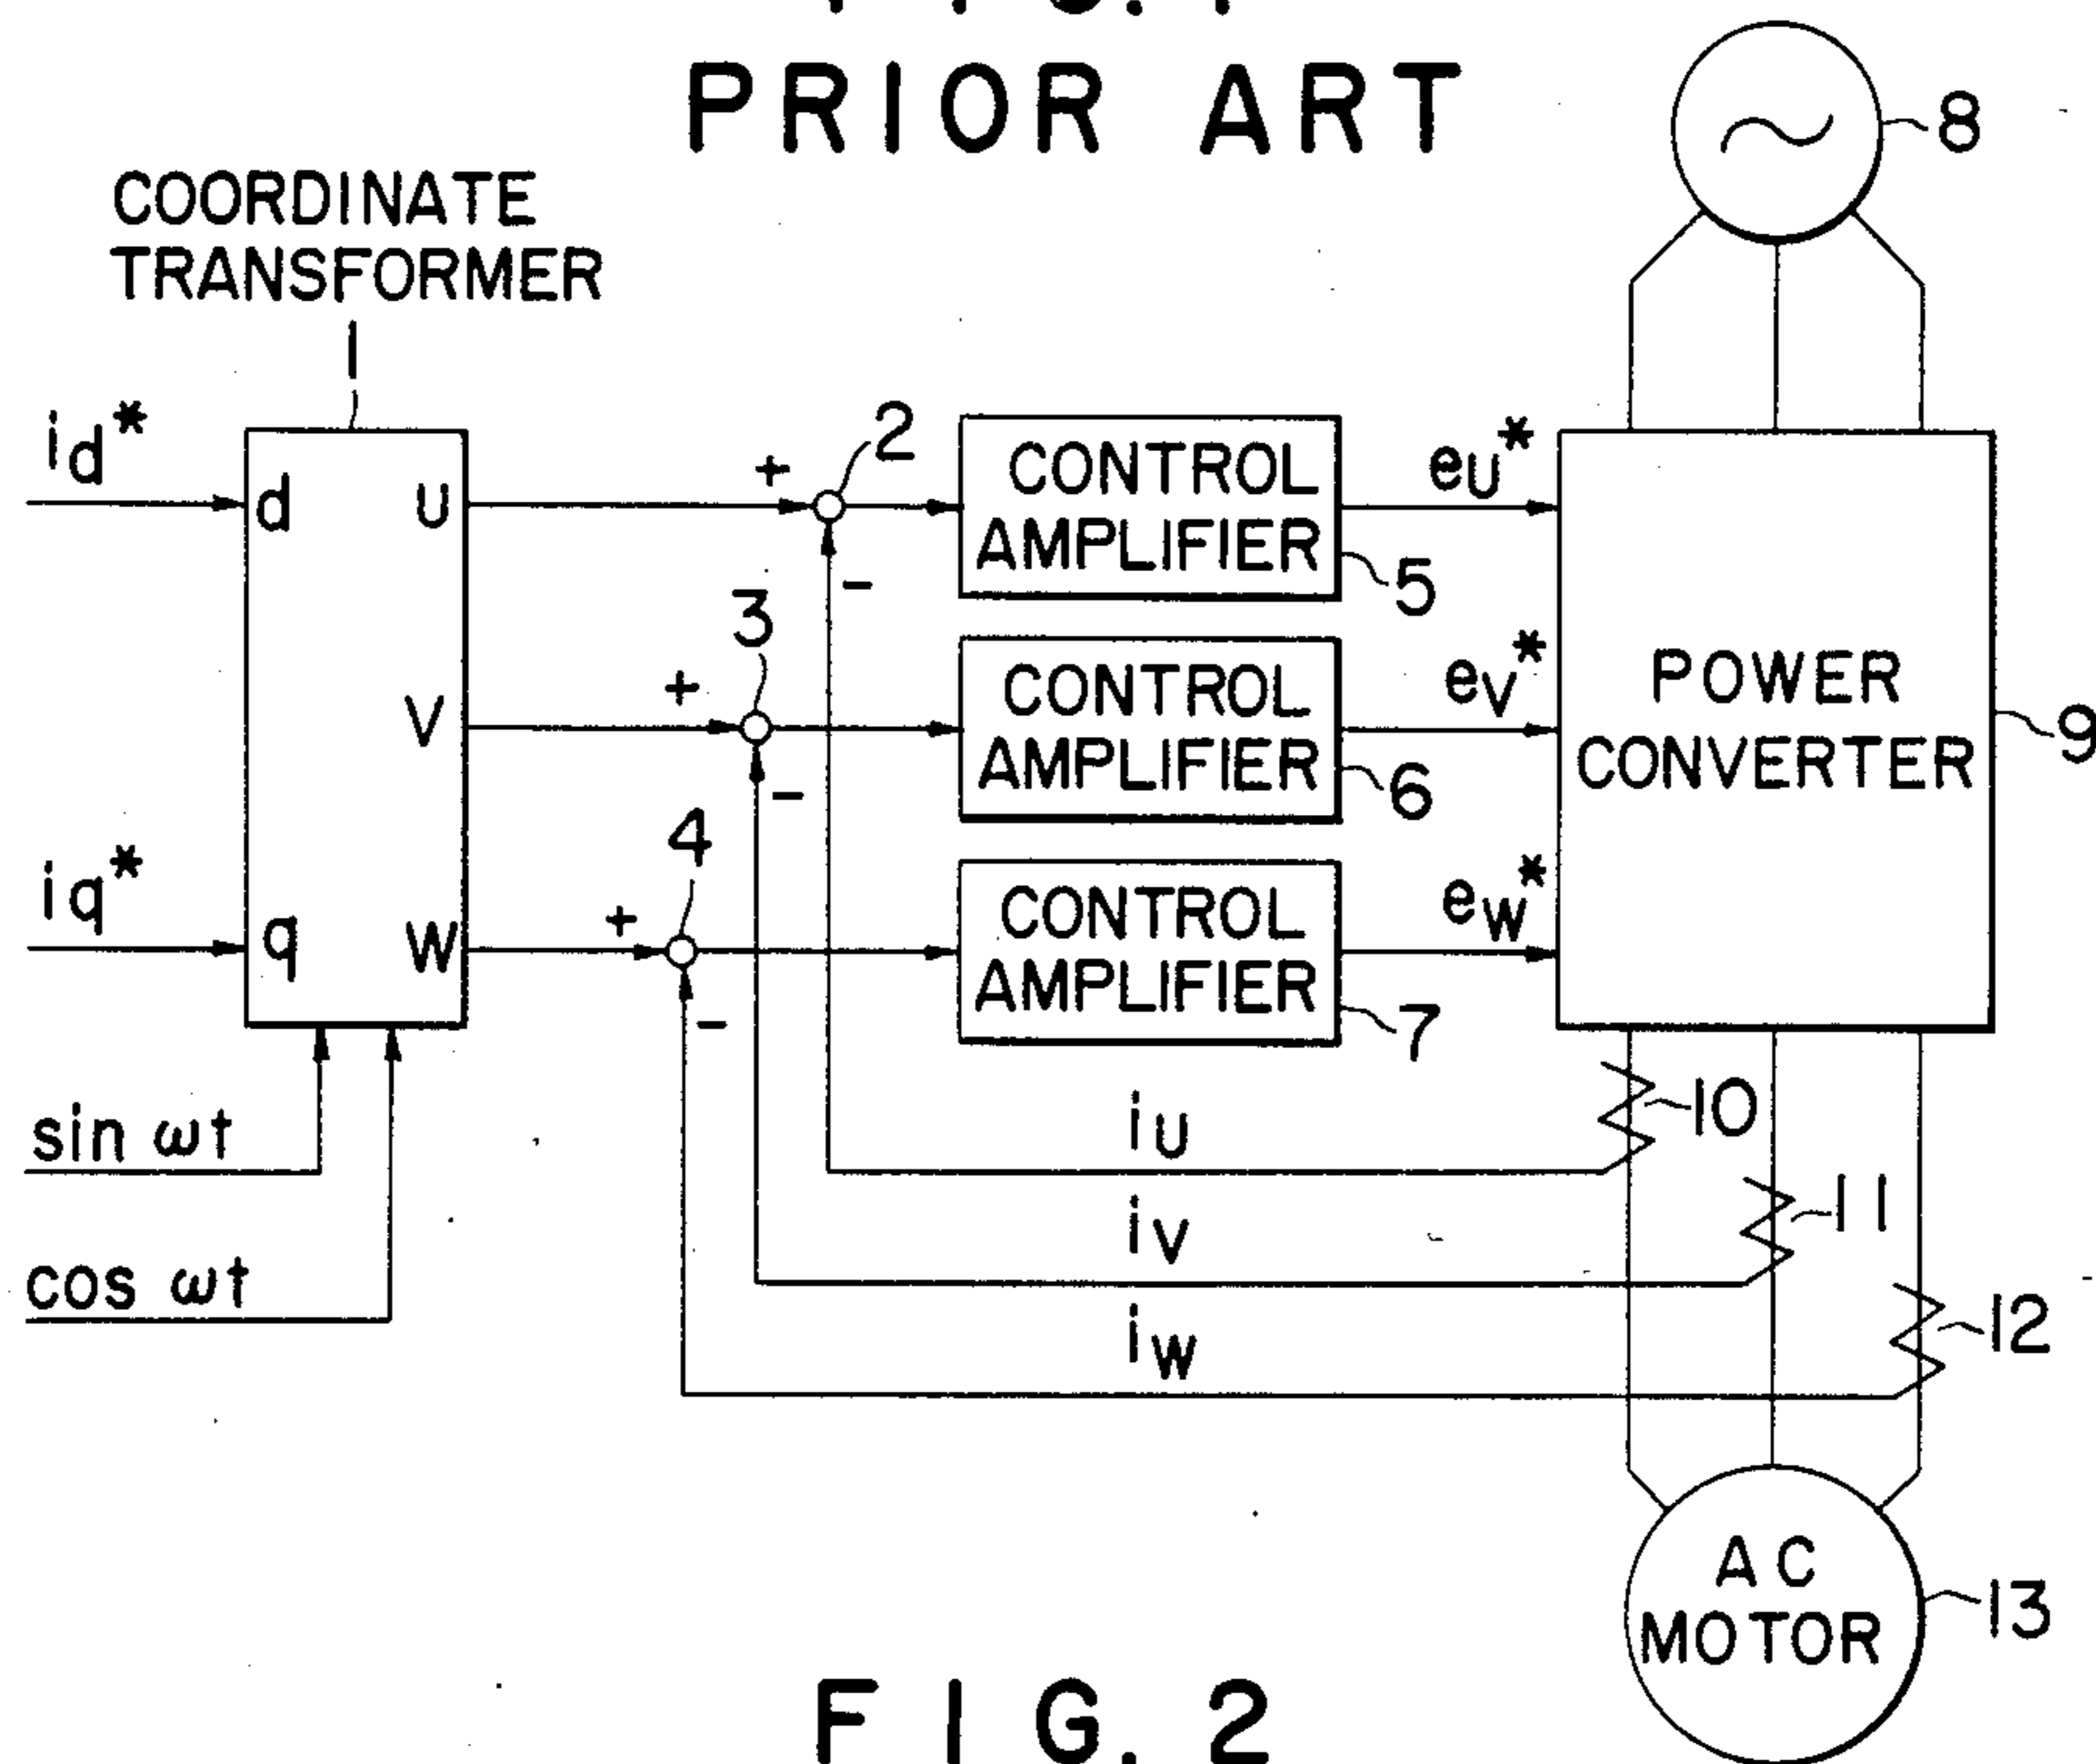 FIG. 1
PRIOR ART
8
COORDINATE
TRANSFORMER
1
id*
d
U
+
2
CONTROL
AMPLIFIER
-
5
eU*
3
V
+
CONTROL
AMPLIFIER
-
6
eV*
POWER
CONVERTER
9
4
iq*
q
W
+
CONTROL
AMPLIFIER
-
7
eW*
sin ωt
iU
10
cos ωt
iV
11
iW
12
AC
MOTOR
13
FIG. 2